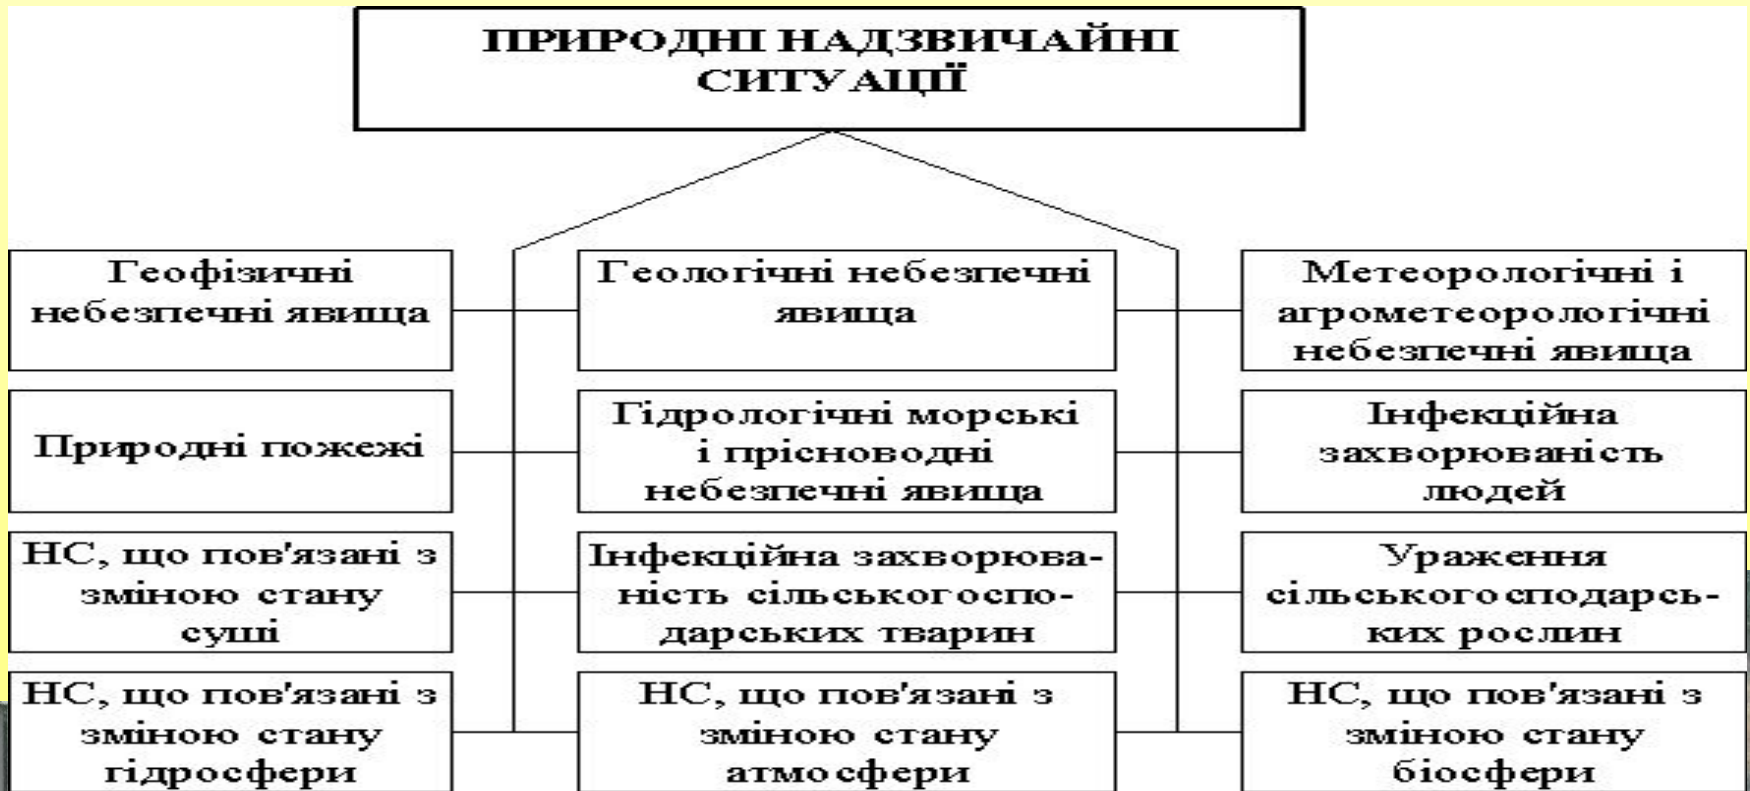 ПРИРОДНІ НАДЗВИЧАЙНІ
СИТУАЦІЇ
Геофізичні
небезпечні явища
Геологічні небезпечні
явища
Метеорологічні і
агрометеорологічні
небезпечні явища
Природні пожежі
Гідрологічні морські
і прісноводні
небезпечні явища
Інфекційна
захворюваність
людей
НС, що пов'язані з
зміною стану
суші
Інфекційна захворюва-
ність сільськогоспо-
дарських тварин
Ураження
сільськогосподарсь-
ких рослин
НС, що пов'язані з
зміною стану
гідросфери
НС, що пов'язані з
зміною стану
атмосфери
НС, що пов'язані з
зміною стану
біосфери